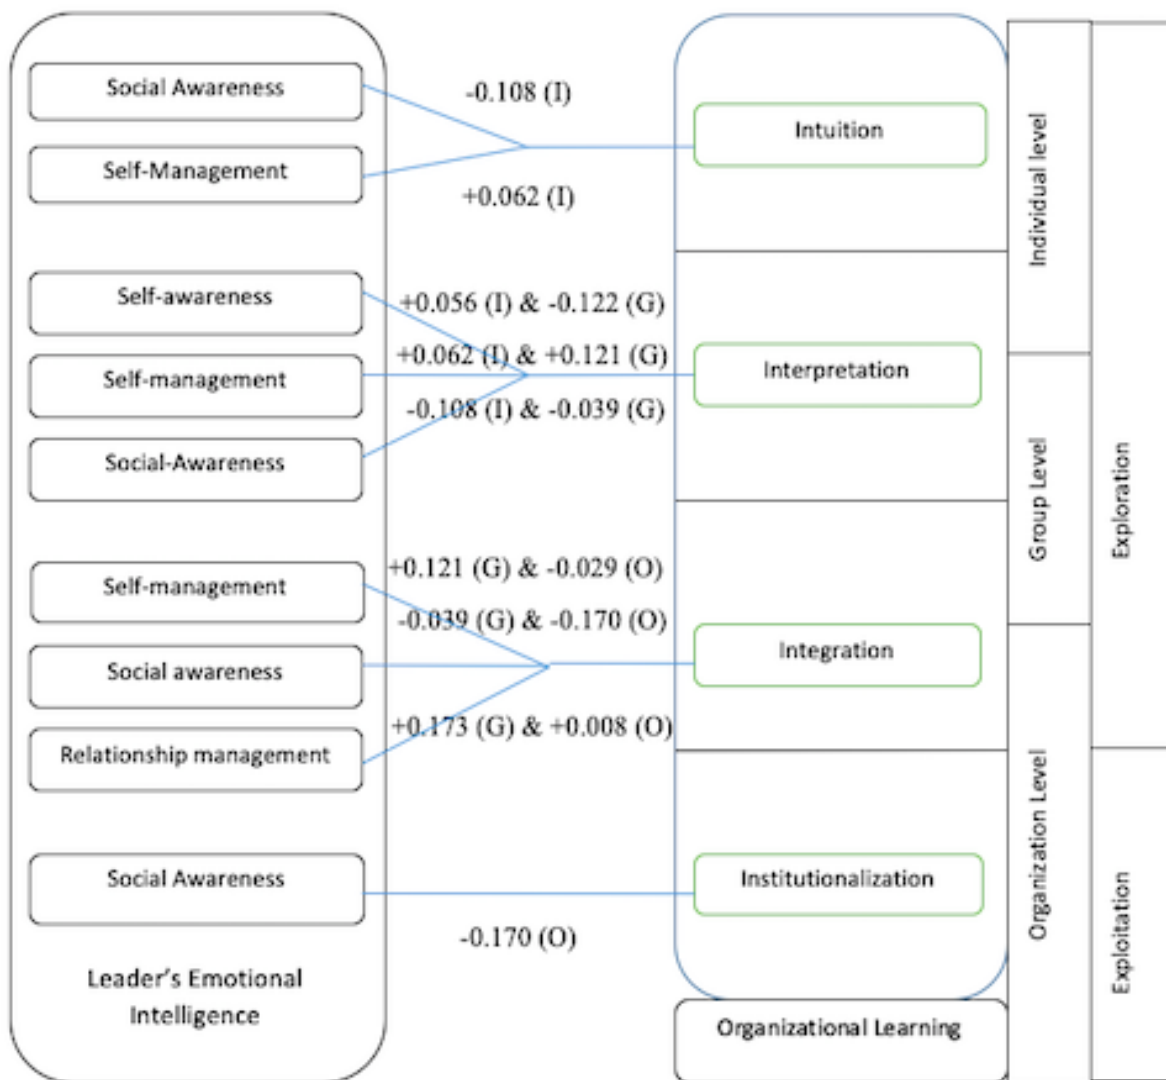 Social Awareness
-0.108 (I)
Intuition
Self-Management
+0.062 (I)
Self-awareness
+0.056 (I) & -0.122 (G)
Self-management
+0.062 (I) & +0.121 (G)
Interpretation
-0.108 (I) & -0.039 (G)
Social-Awareness
Self-management
+0.121 (G) & -0.029 (O)
-0.039 (G) & -0.170 (O)
Social awareness
Integration
+0.173 (G) & +0.008 (O)
Relationship management
Social Awareness
Institutionalization
-0.170 (O)
Leader's Emotional
Intelligence
Organizational Learning
Individual level
Group Level
Organization Level
Exploration
Exploitation